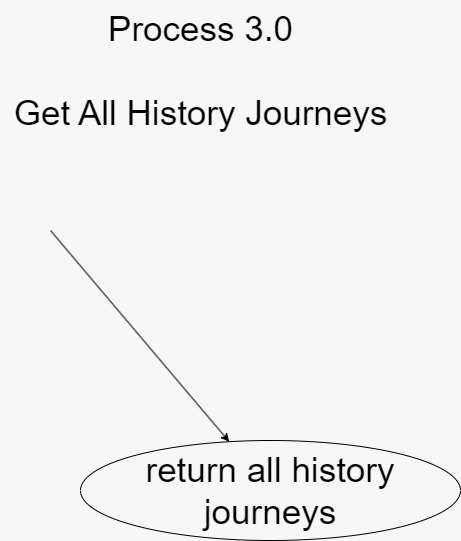 Process 3.0
Get All History Journeys
return all history
journeys